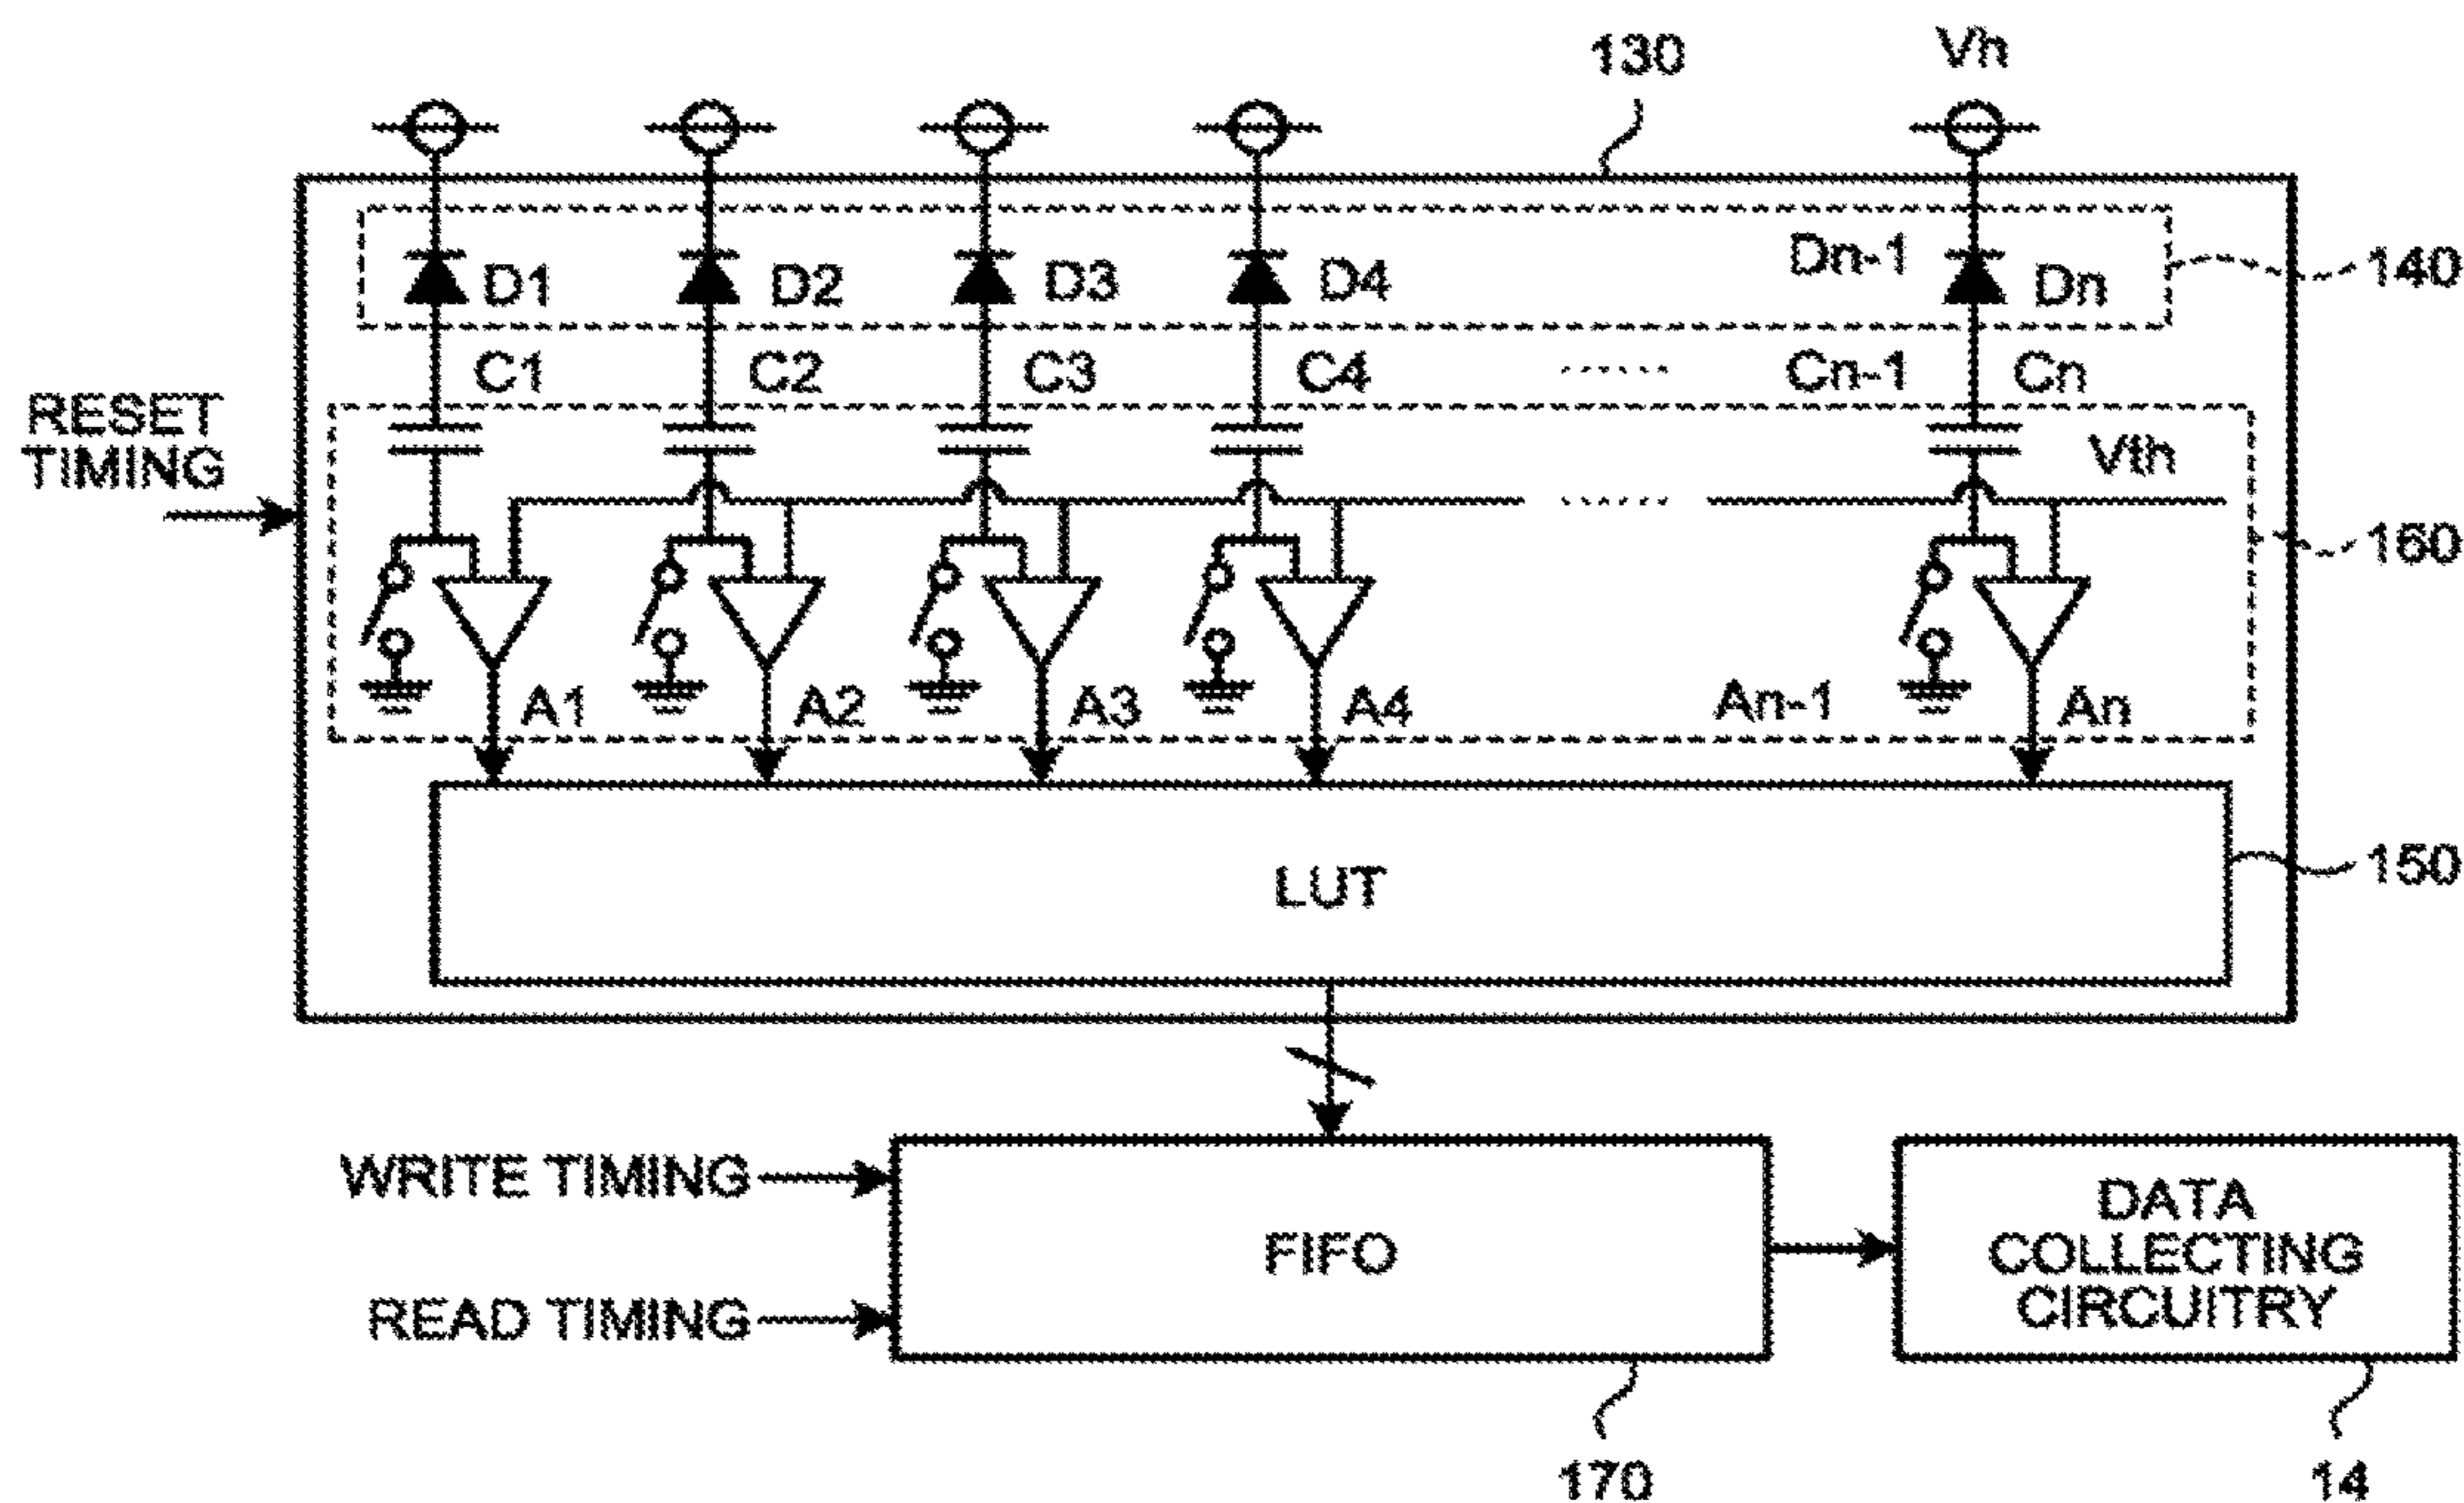 130
Vh
D1
D2
D3
D4
Dn-1
Dn
140
C1
C2
C3
C4
Cn-1
Cn
RESET
TIMING
Vth
160
A1
A2
A3
A4
An-1
An
LUT
150
WRITE TIMING
READ TIMING
FIFO
DATA
COLLECTING
CIRCUITRY
170
14